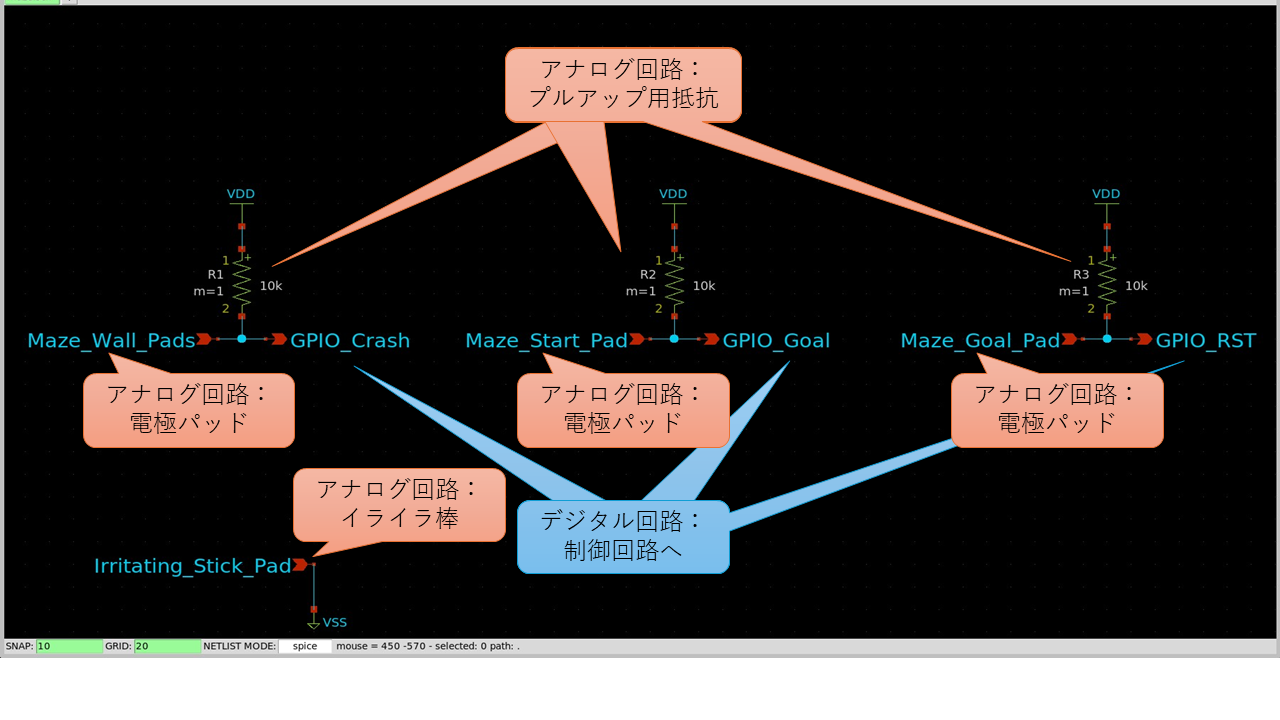 アナログ回路：
プルアップ用抵抗
VDD
VDD
VDD
1
+
R1
10k
m=1
2
1
+
R2
10k
m=1
2
1
+
R3
10k
m=1
2
Maze_Wall_Pads
GPIO_Crash
Maze_Start_Pad
GPIO_Goal
Maze_Goal_Pad
GPIO_RST
アナログ回路：
電極パッド
アナログ回路：
電極パッド
アナログ回路：
電極パッド
アナログ回路：
イライラ棒
デジタル回路：
制御回路へ
Irritating_Stick_Pad
VSS
SNAP: 10 GRID: 20 NETLIST MODE: spice mouse = 450 -570 - selected: 0 path: .